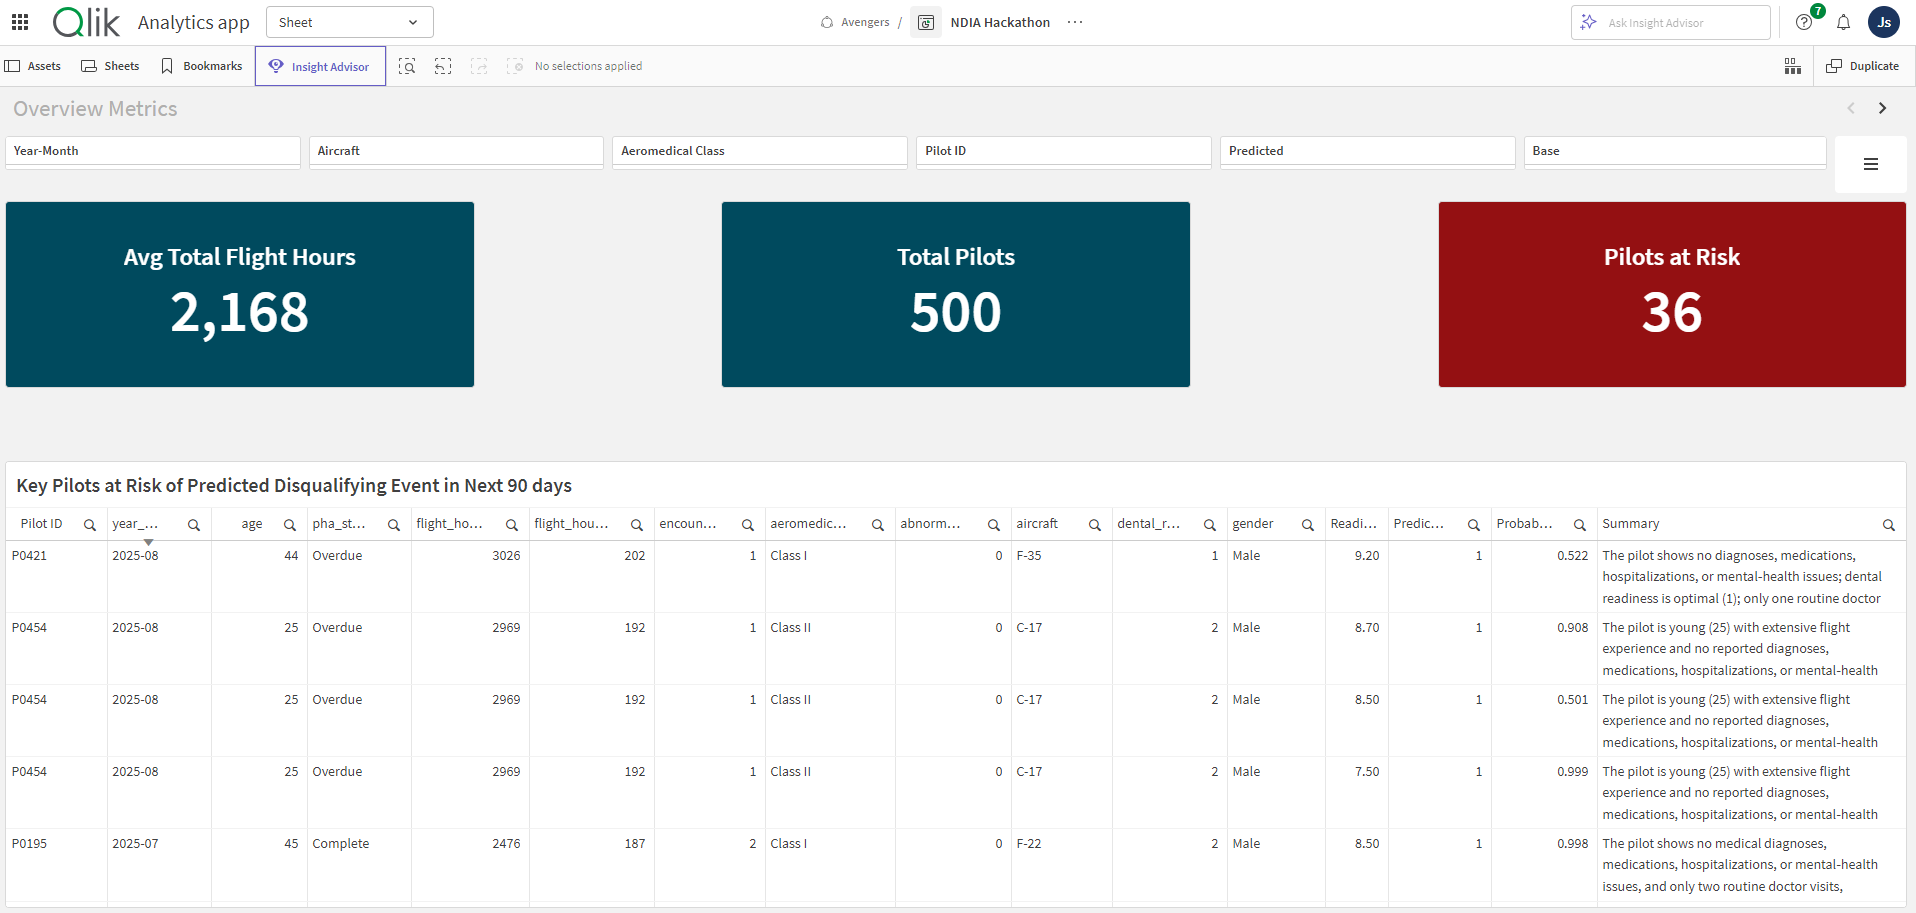 Qlik Analytics app Sheet Avengers / NDIA Hackathon ... Ask Insight Advisor 7 Js
Assets Sheets Bookmarks Insight Advisor No selections applied Duplicate
Overview Metrics
Year-Month Aircraft Aeromedical Class Pilot ID Predicted Base
Avg Total Flight Hours
2,168
Total Pilots
500
Pilots at Risk
36
Key Pilots at Risk of Predicted Disqualifying Event in Next 90 days
Pilot ID year_... age pha_st... flight_ho... flight_hou... encoun... aeromedic... abnorm... aircraft dental_r... gender Readi... Predic... Probab... Summary
P0421 2025-08 44 Overdue 3026 202 1 Class I 0 F-35 1 Male 9.20 1 0.522 The pilot shows no diagnoses, medications,
hospitalizations, or mental-health issues; dental
readiness is optimal (1); only one routine doctor
P0454 2025-08 25 Overdue 2969 192 1 Class II 0 C-17 2 Male 8.70 1 0.908 The pilot is young (25) with extensive flight
experience and no reported diagnoses,
medications, hospitalizations, or mental-health
P0454 2025-08 25 Overdue 2969 192 1 Class II 0 C-17 2 Male 8.50 1 0.501 The pilot is young (25) with extensive flight
experience and no reported diagnoses,
medications, hospitalizations, or mental-health
P0454 2025-08 25 Overdue 2969 192 1 Class II 0 C-17 2 Male 7.50 1 0.999 The pilot is young (25) with extensive flight
experience and no reported diagnoses,
medications, hospitalizations, or mental-health
P0195 2025-07 45 Complete 2476 187 2 Class I 0 F-22 2 Male 8.50 1 0.998 The pilot shows no medical diagnoses,
medications, hospitalizations, or mental-health
issues, and only two routine doctor visits,